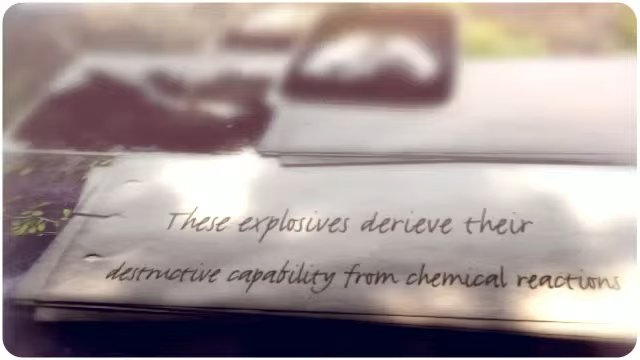 These explosives derieve their
destructive capability from chemical reactions